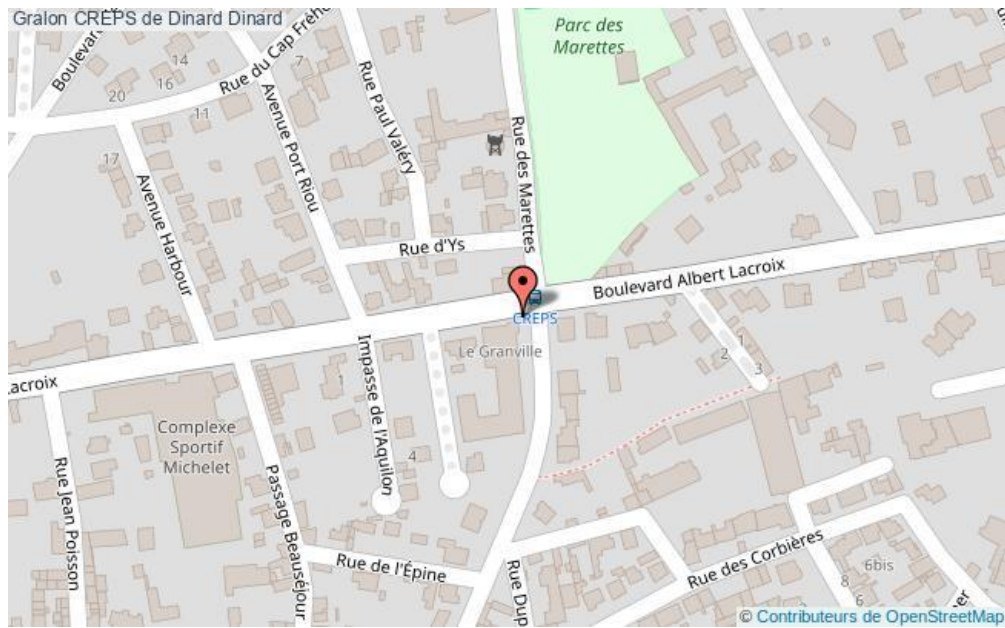 Gralon CREPS de Dinard Dinard
Parc des
Marettes
Boulevard
14
16
20
11
7
Rue du Cap Fréhel
Rue Paul Valéry
Avenue Port Riou
Rue des Marettes
17
Avenue Harbour
Rue d'Ys
Boulevard Albert Lacroix
CREPS
Le Granville
Lacroix
Impasse de l'Aquilon
1
2
1
3
Complexe
Sportif
Michelet
4
Rue Jean Poisson
Passage Beauséjour
Rue de l'Épine
Rue Dup
Rue des Corbières
6bis
8
6
© Contributeurs de OpenStreetMap